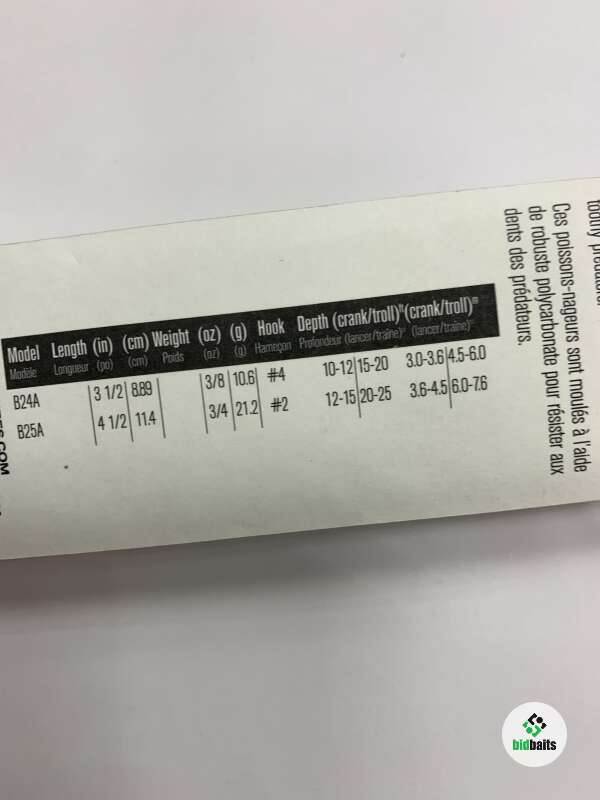 Model Length (in) (cm) Weight (oz) (g) Hook Depth (crank/troll)" (crank/troll)m
Modèle Longueur (po) (cm) Poids (oz) (g) Hameçon Profondeur (lancer/traîne)" (lancer/traîne)m
B24A 3 1/2 8.89 3/8 10.6 #4 10-12 15-20 3.0-3.6 4.5-6.0
B25A 4 1/2 11.4 3/4 21.2 #2 12-15 20-25 3.6-4.5 6.0-7.6
Ces poissons-nageurs sont moulés à l'aide
de robuste polycarbonate pour résister aux
dents des prédateurs.
bidbaits